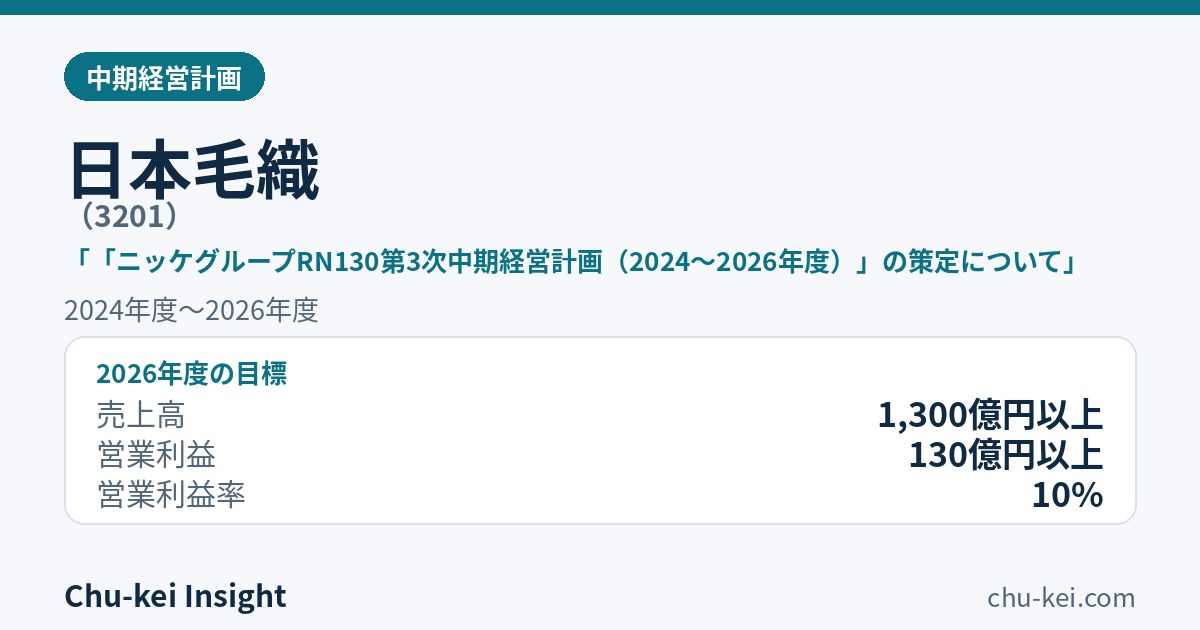 中期経営計画
日本毛織
（3201）
「「ニッケグループRN130第3次中期経営計画（2024～2026年度）」の策定について」
2024年度～2026年度
2026年度の目標
売上高 1,300億円以上
営業利益 130億円以上
営業利益率 10%
Chu-kei Insight chu-kei.com